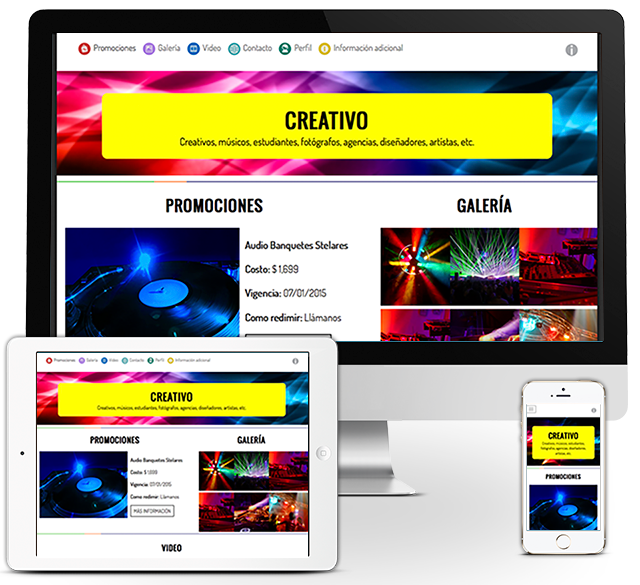 Promociones Galería Video Contacto Perfil Información adicional
CREATIVO
Creativos, músicos, estudiantes, fotógrafos, agencias, diseñadores, artistas, etc.
PROMOCIONES
GALERÍA
Audio Banquetes Stelares
Costo: $ 1,699
Vigencia: 07/01/2015
Como redimir: Llámanos
Promociones Galería Video Contacto Perfil Información adicional
CREATIVO
Creativos, músicos, estudiantes, fotógrafos, agencias, diseñadores, artistas, etc.
PROMOCIONES
GALERÍA
Audio Banquetes Stelares
Costo: $ 1,699
Vigencia: 07/01/2015
Como redimir: Llámanos
MÁS INFORMACIÓN
VIDEO
CREATIVO
Creativos, músicos, estudiantes,
fotógrafos, agencias, diseñadores,
artistas, etc.
PROMOCIONES